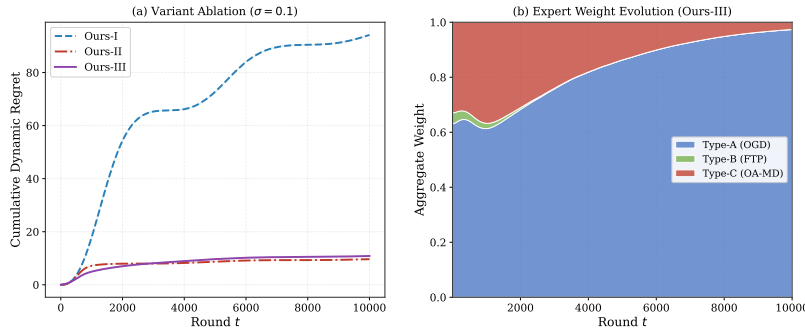 (a) Variant Ablation (σ = 0.1)
Cumulative Dynamic Regret
80
60
40
20
0
Ours-I
Ours-II
Ours-III
0 2000 4000 6000 8000 10000
Round t
(b) Expert Weight Evolution (Ours-III)
Aggregate Weight
1.0
0.8
0.6
0.4
0.2
0.0
Type-A (OGD)
Type-B (FTP)
Type-C (OA-MD)
2000 4000 6000 8000 10000
Round t